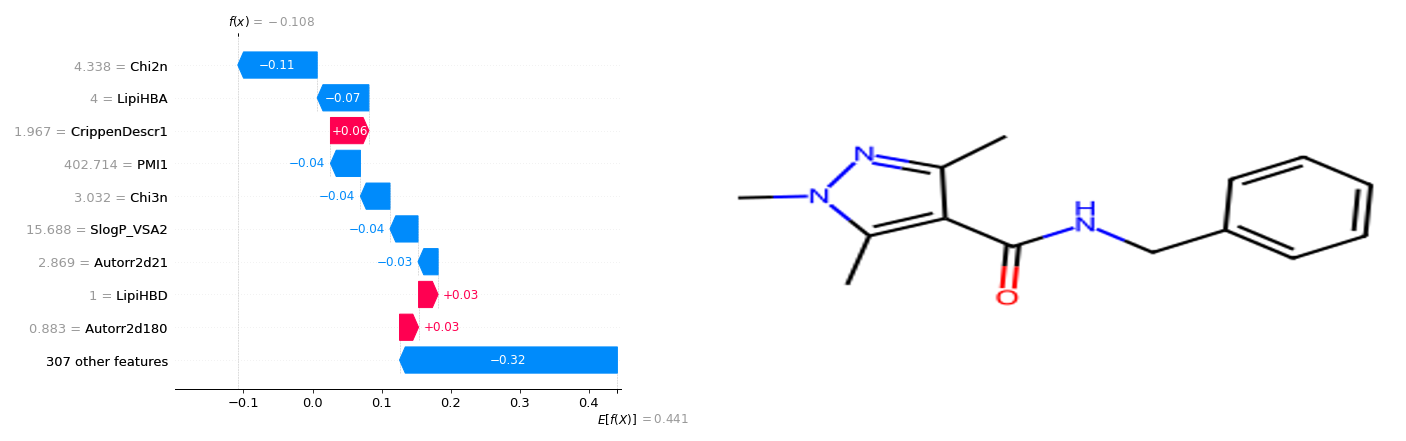 f(x) = −0.108
4.338 = Chi2n
−0.11
4 = LipiHBA
−0.07
1.967 = CrippenDescr1
+0.06
402.714 = PMI1
−0.04
3.032 = Chi3n
−0.04
15.688 = SlogP_VSA2
−0.04
2.869 = Autorr2d21
−0.03
1 = LipiHBD
+0.03
0.883 = Autorr2d180
+0.03
307 other features
−0.32
−0.1 0.0 0.1 0.2 0.3 0.4
E[f(X)] = 0.441
N
N
H
N
O